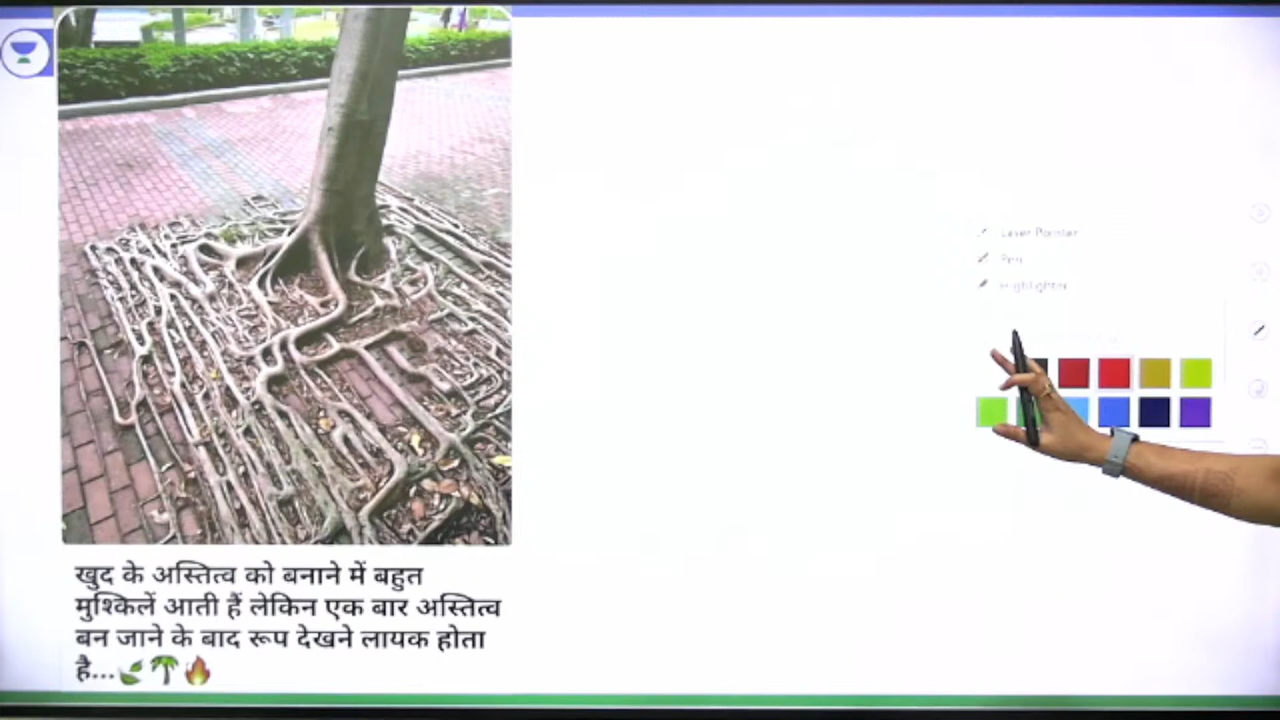 Laser Pointer
Pen
Highlighter
खुद के अस्तित्व को बनाने में बहुत
मुश्किलें आती हैं लेकिन एक बार अस्तित्व
बन जाने के बाद रूप देखने लायक होता
है...🌿🌴🔥